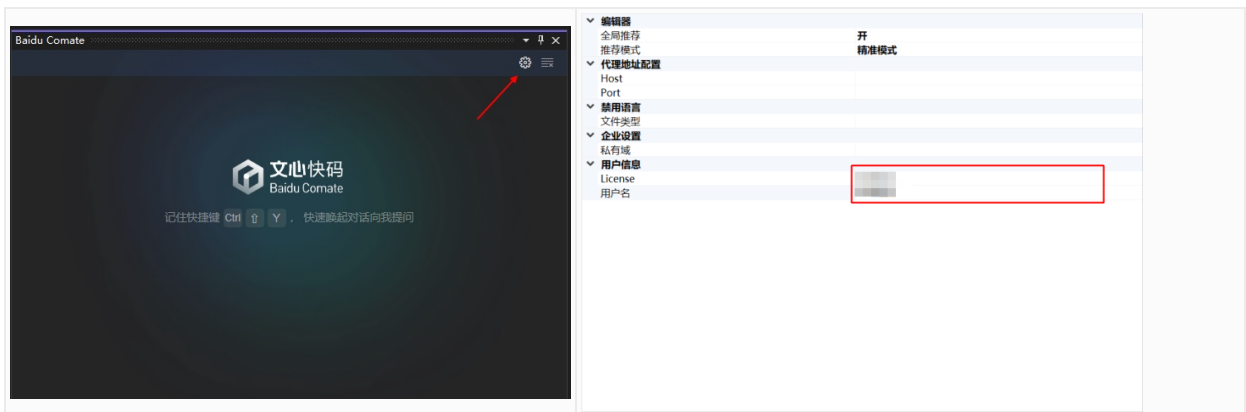 Baidu Comate
文心快码
Baidu Comate
记住快捷键 Ctrl ⇧ Y ，快速唤起对话向我提问
编辑器
全局推荐 开
推荐模式 精准模式
代理地址配置
Host
Port
禁用语言
文件类型
企业设置
私有域
用户信息
License
用户名